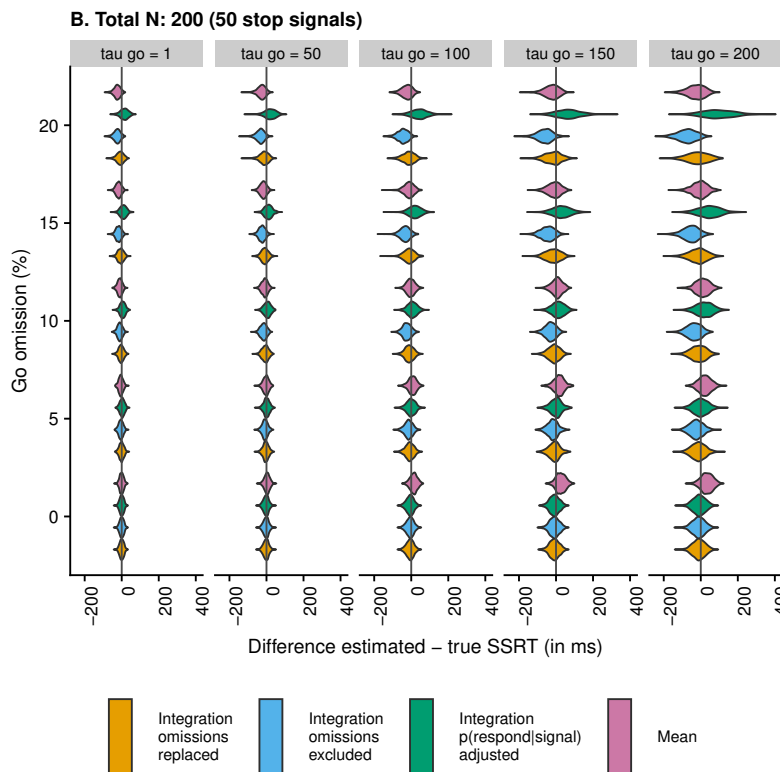 B. Total N: 200 (50 stop signals)
tau go = 1
tau go = 50
tau go = 100
tau go = 150
tau go = 200
Go omission (%)
20
15
10
5
0
−200 0 200 400
−200 0 200 400
−200 0 200 400
−200 0 200 400
−200 0 200 400
Difference estimated − true SSRT (in ms)
Integration
omissions
replaced
Integration
omissions
excluded
Integration
p(respond|signal)
adjusted
Mean